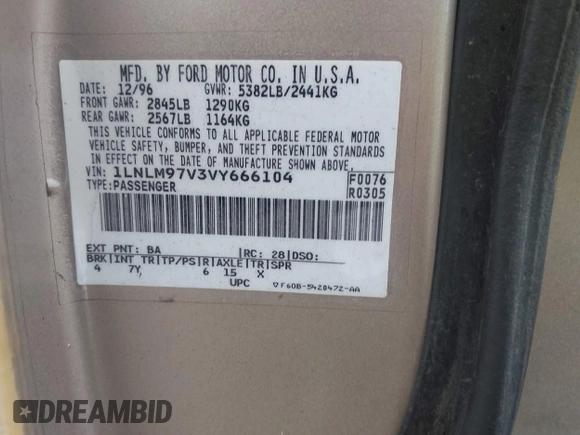 MFD. BY FORD MOTOR CO. IN U.S.A.
DATE: 12/96 GVWR: 5382LB/2441KG
FRONT GAWR: 2845LB 1290KG
REAR GAWR: 2567LB 1164KG
THIS VEHICLE CONFORMS TO ALL APPLICABLE FEDERAL MOTOR
VEHICLE SAFETY, BUMPER, AND THEFT PREVENTION STANDARDS
IN EFFECT ON THE DATE OF MANUFACTURE SHOWN ABOVE.
VIN: 1LNLM97V3VY666104 F0076
TYPE: PASSENGER R0305
EXT PNT: BA |RC: 28|DSO:
BRK|INT TR|TP/PS|R|AXLE|TR|SPR
4 7Y 6 15 X
UPC ▽F60B-5420472-AA
DREAMBID